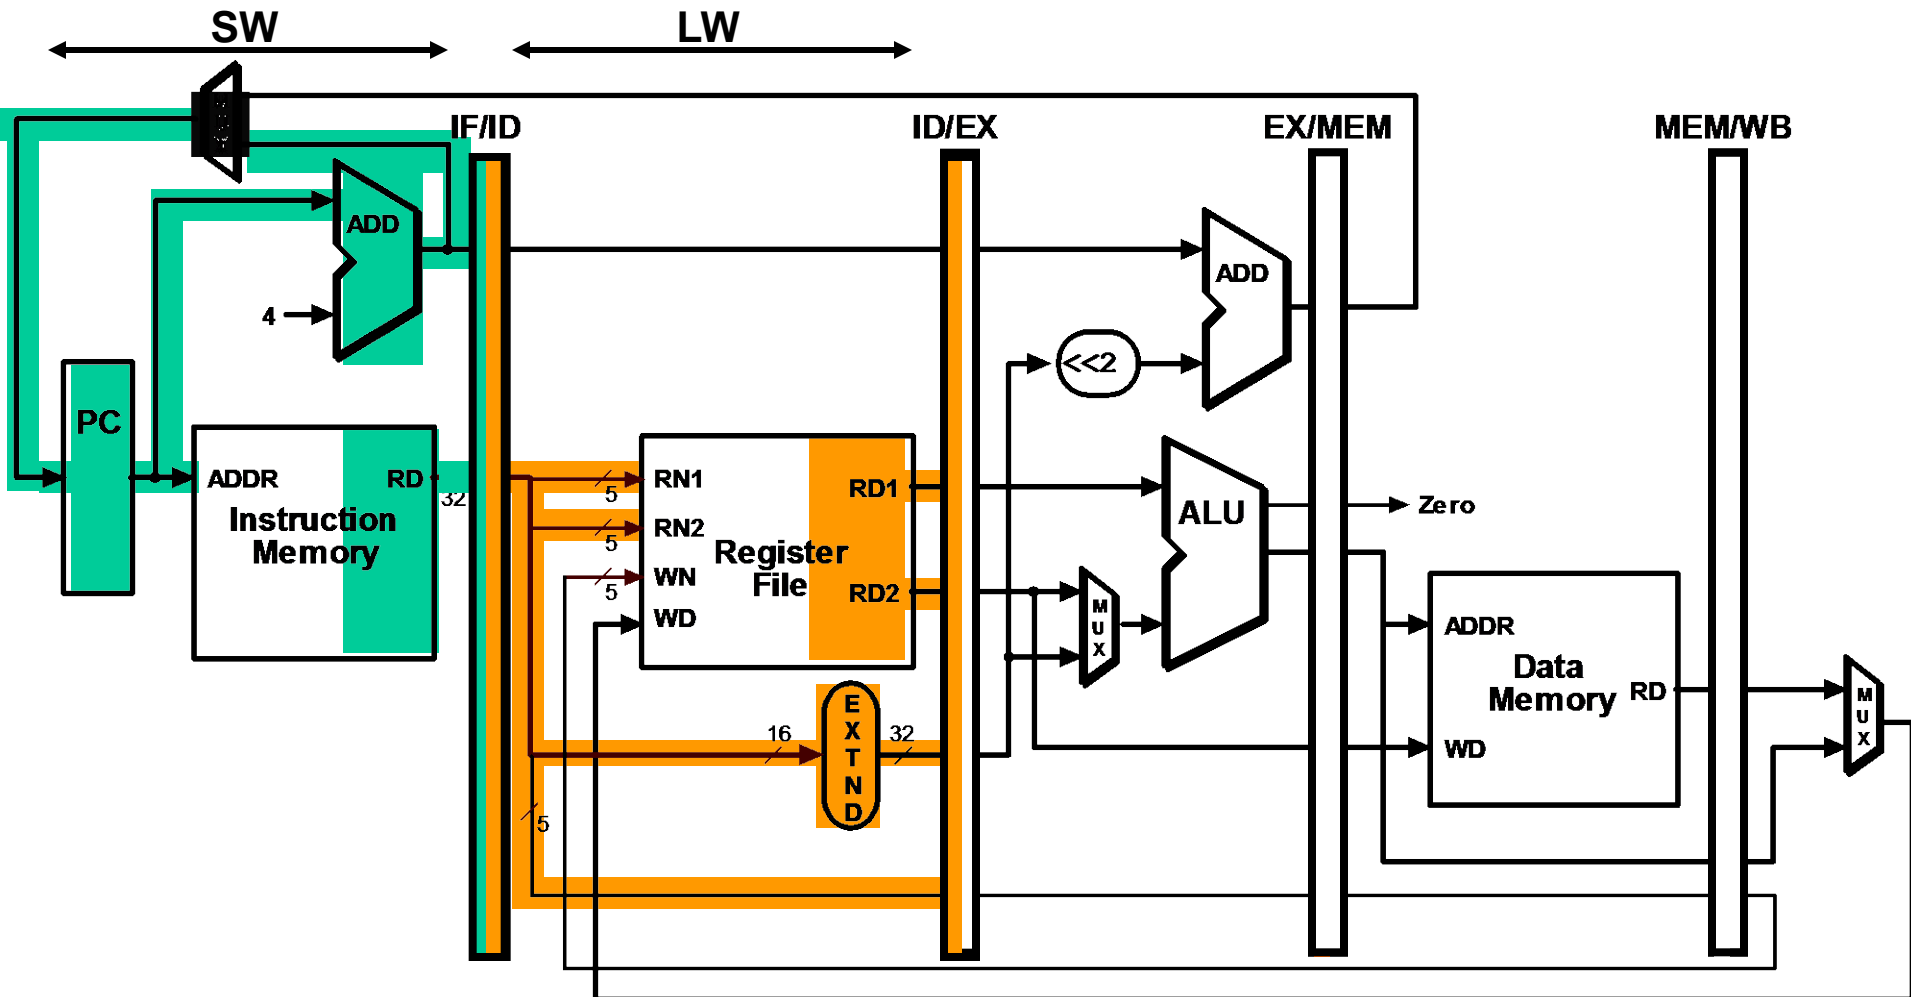 SW
LW
IF/ID
ID/EX
EX/MEM
MEM/WB
ADD
4
ADD
<<2
PC
ADDR
RD
32
Instruction
Memory
5
RN1
5
RN2
5
WN
WD
RD1
RD2
Register
File
ALU
Zero
M
U
X
ADDR
Data
Memory
RD
WD
M
U
X
16
E
X
T
N
D
32
5